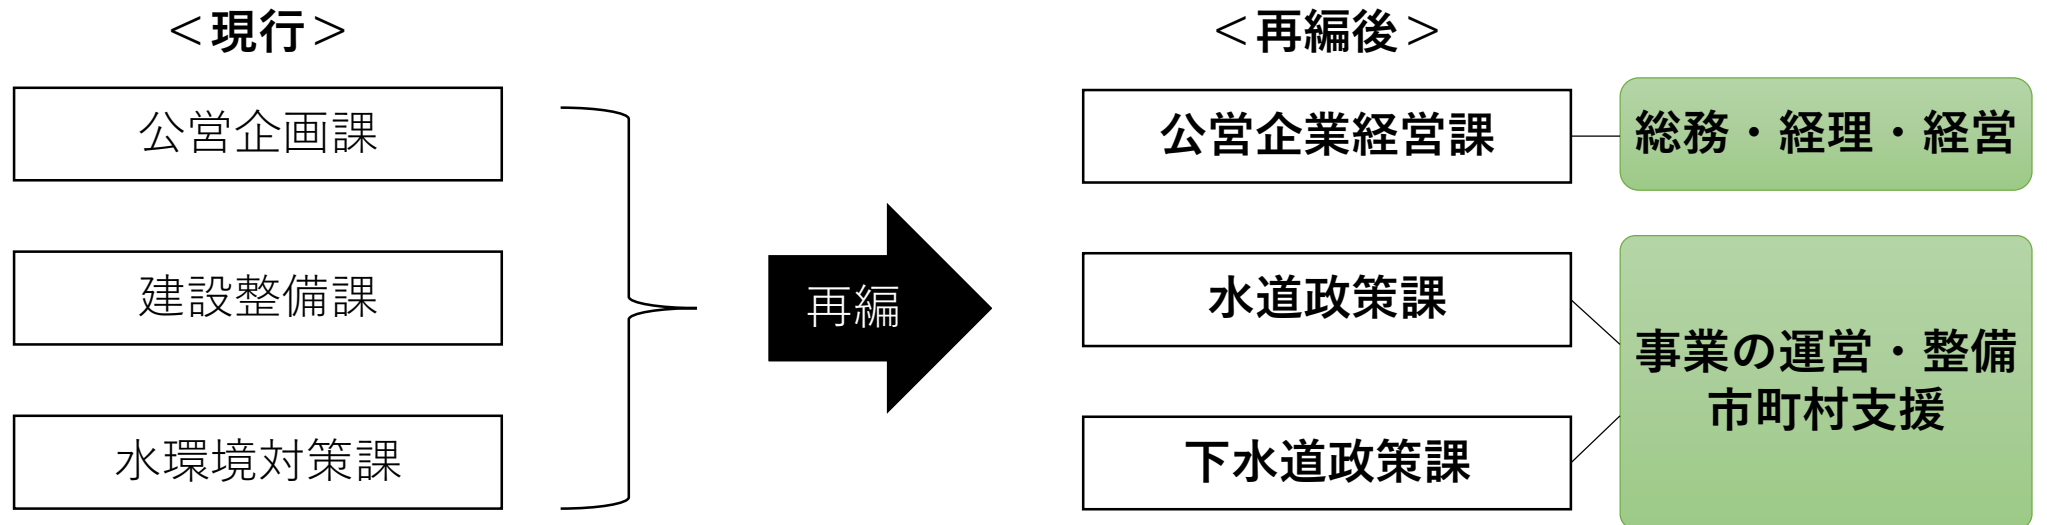 ＜現行＞
公営企画課
建設整備課
水環境対策課
再編
＜再編後＞
公営企業経営課
総務・経理・経営
水道政策課
下水道政策課
事業の運営・整備
市町村支援